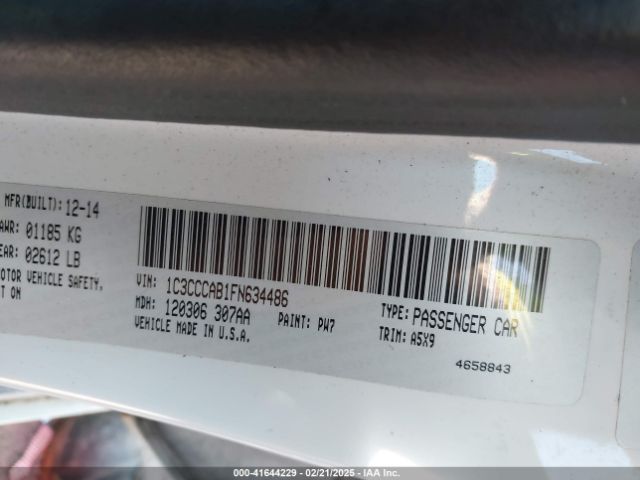 MFR(BUILT): 12-14
AWR: 01185 KG
EAR: 02612 LB
MOTOR VEHICLE SAFETY,
T ON
VIN: 1C3CCCAB1FN634486
MDH: 120306 307AA
PAINT: PW7
VEHICLE MADE IN U.S.A.
TYPE: PASSENGER CAR
TRIM: A5X9
4658843
000-41644229 - 02/21/2025 - IAA Inc.